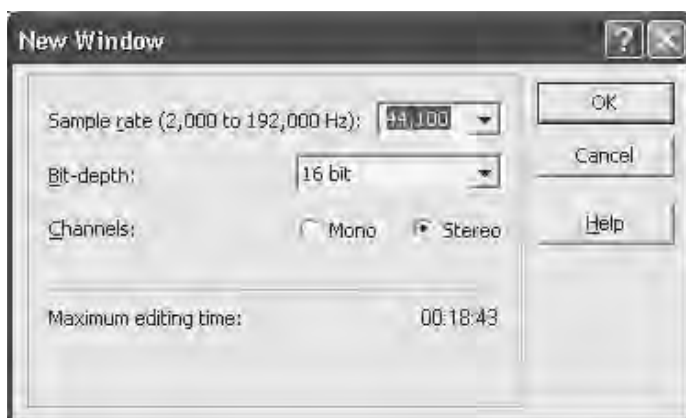 New Window
Sample rate (2,000 to 192,000 Hz): 44,100
OK
Bit-depth: 16 bit
Cancel
Channels: Mono Stereo
Help
Maximum editing time: 00:18:43